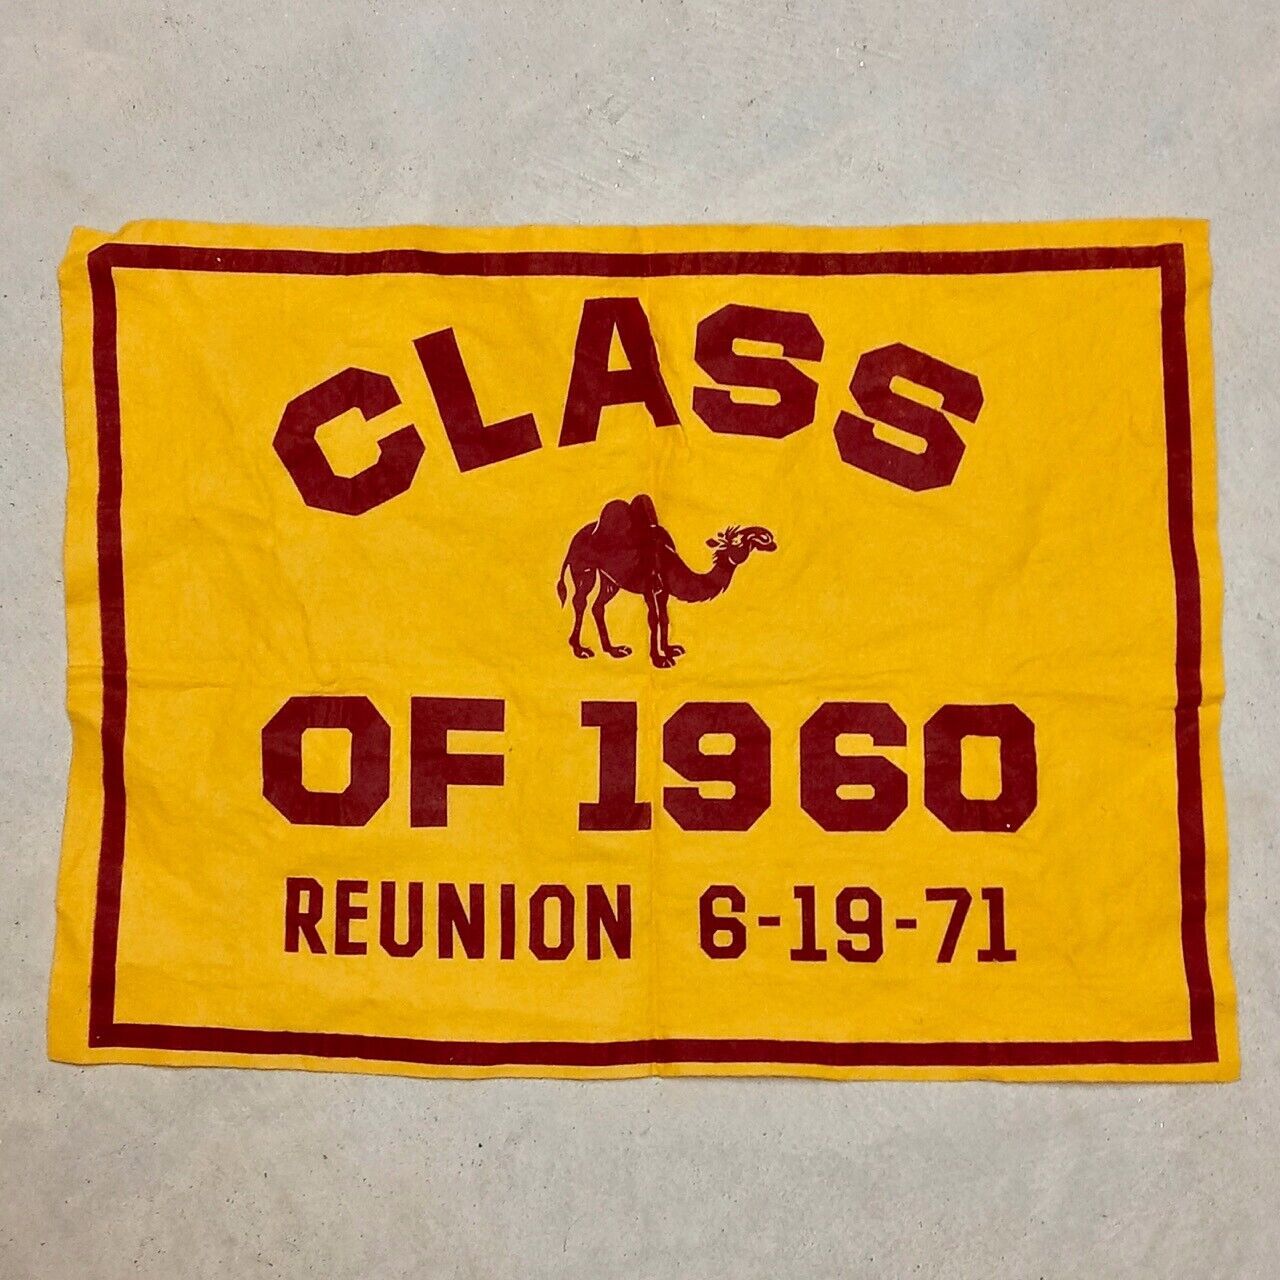 CLASS
OF 1960
REUNION 6-19-71